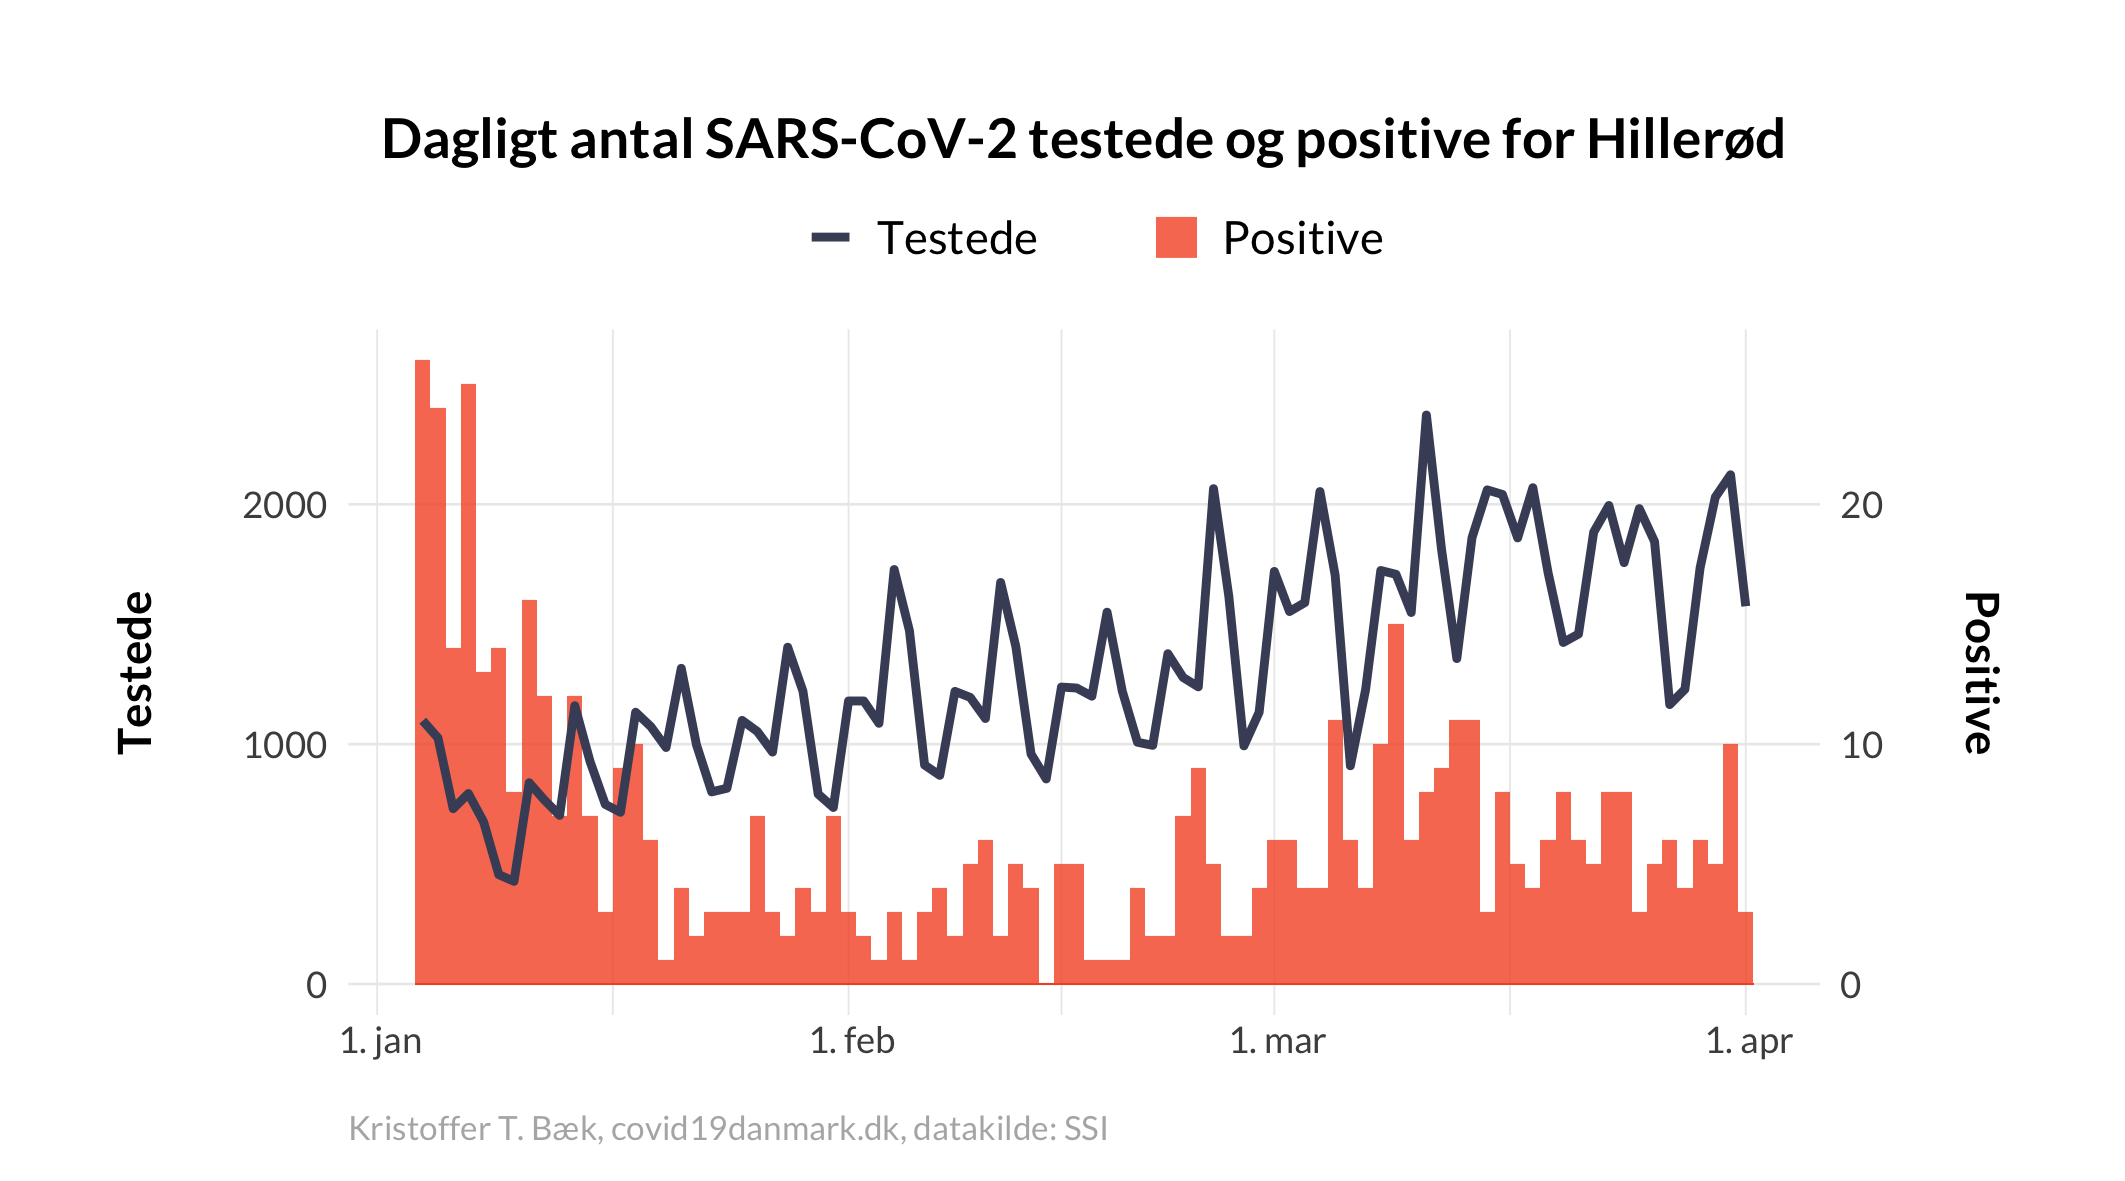 Dagligt antal SARS-CoV-2 testede og positive for Hillerød
Testede
Positive
2000
1000
0
Testede
20
10
0
Positive
1. jan
1. feb
1. mar
1. apr
Kristoffer T. Bæk, covid19danmark.dk, datakilde: SSI